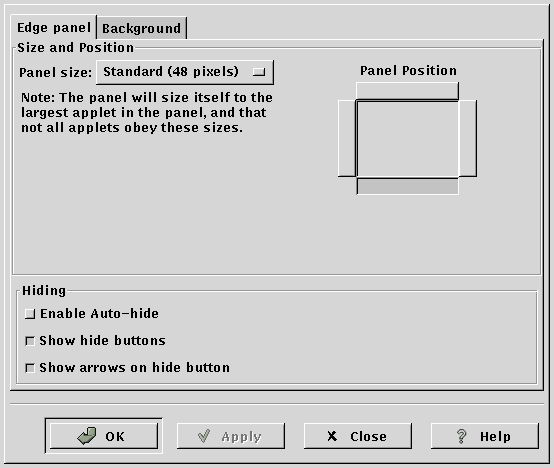 Edge panel
Background
Size and Position
Panel size: Standard (48 pixels)
Panel Position
Note: The panel will size itself to the
largest applet in the panel, and that
not all applets obey these sizes.
Hiding
Enable Auto-hide
Show hide buttons
Show arrows on hide button
OK
Apply
Close
Help